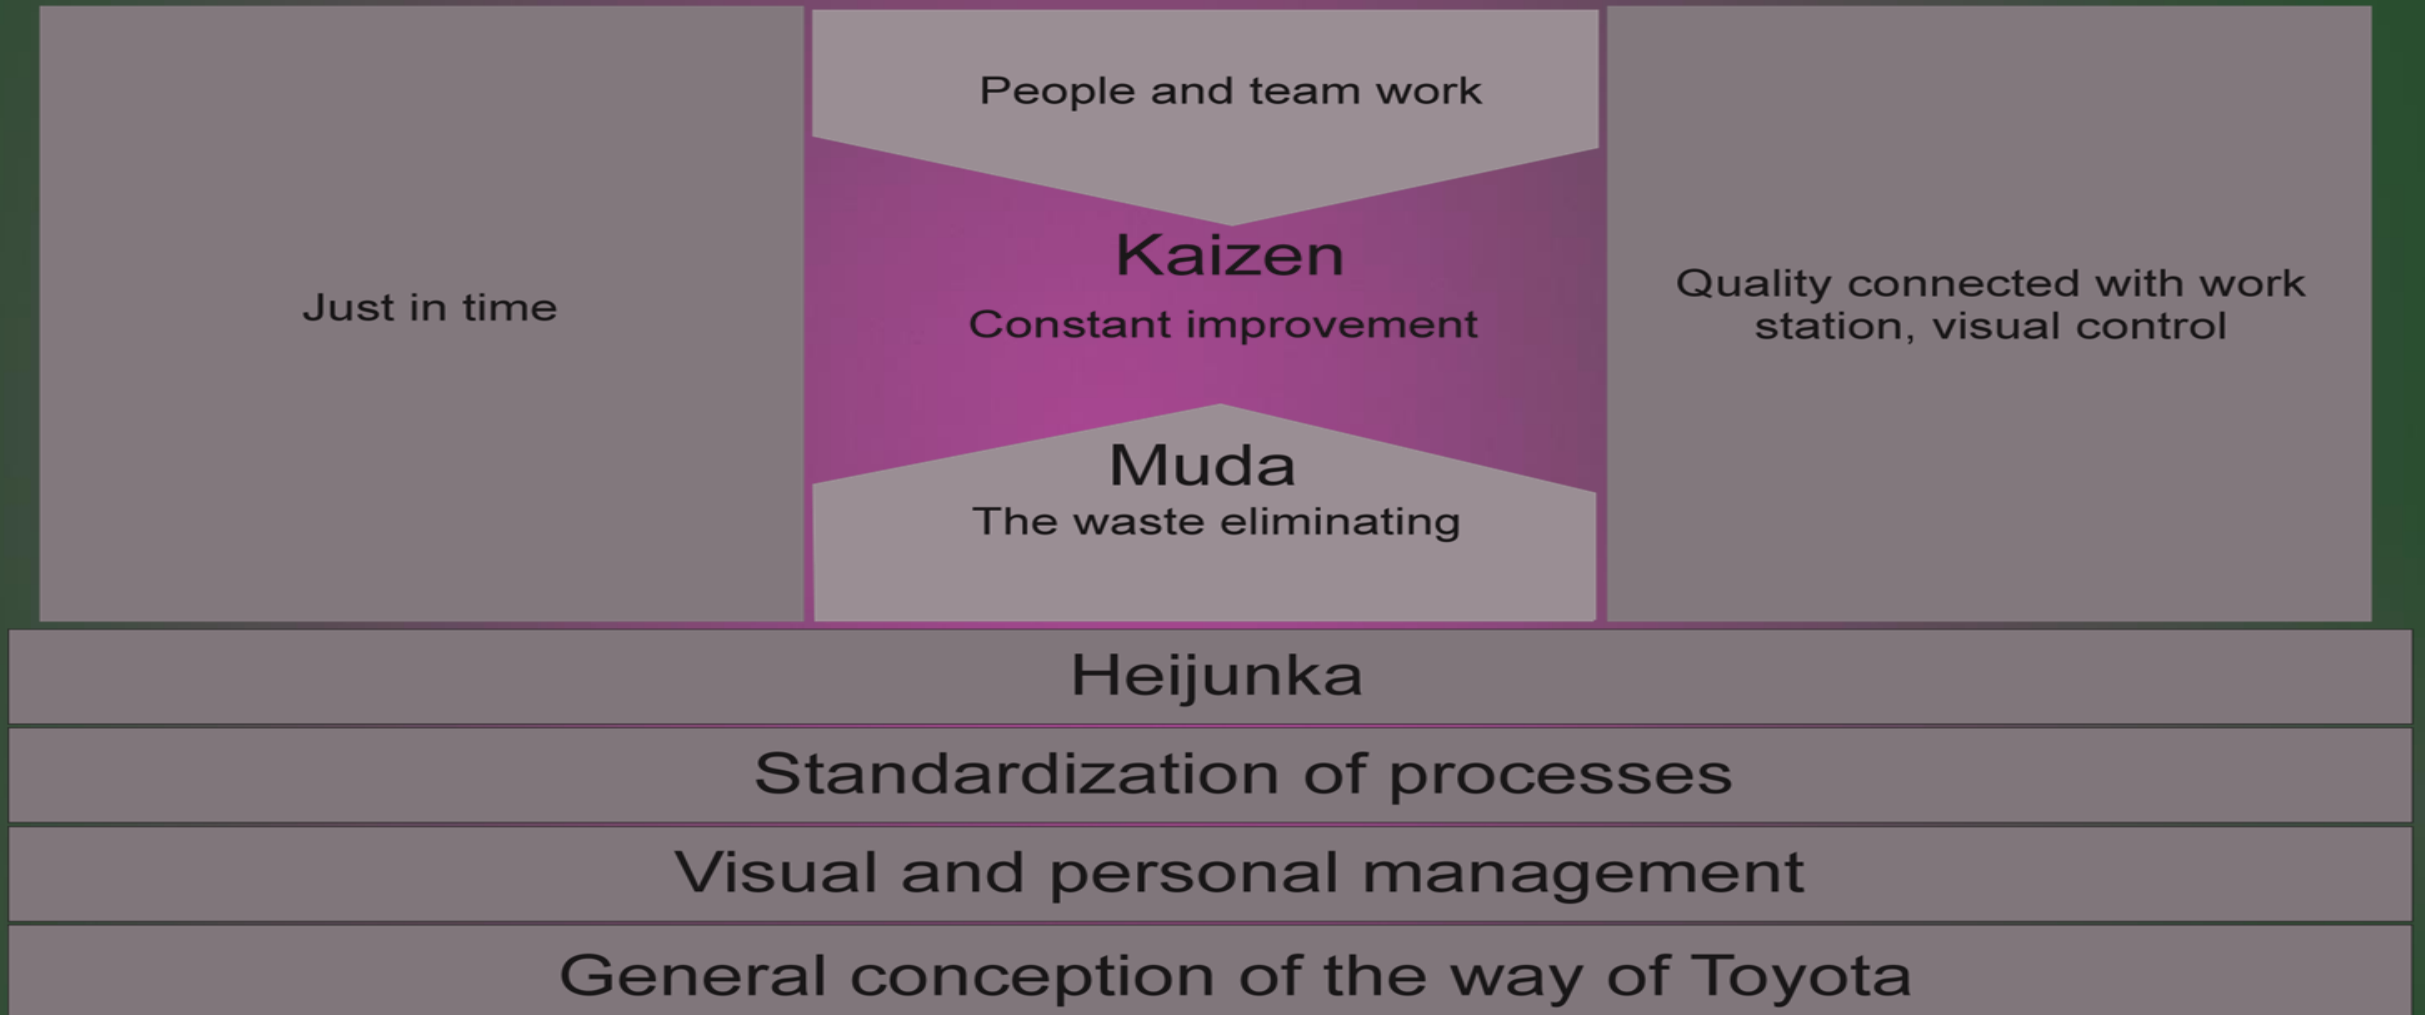 People and team work
Just in time
Kaizen
Constant improvement
Quality connected with work
station, visual control
Muda
The waste eliminating
Heijunka
Standardization of processes
Visual and personal management
General conception of the way of Toyota